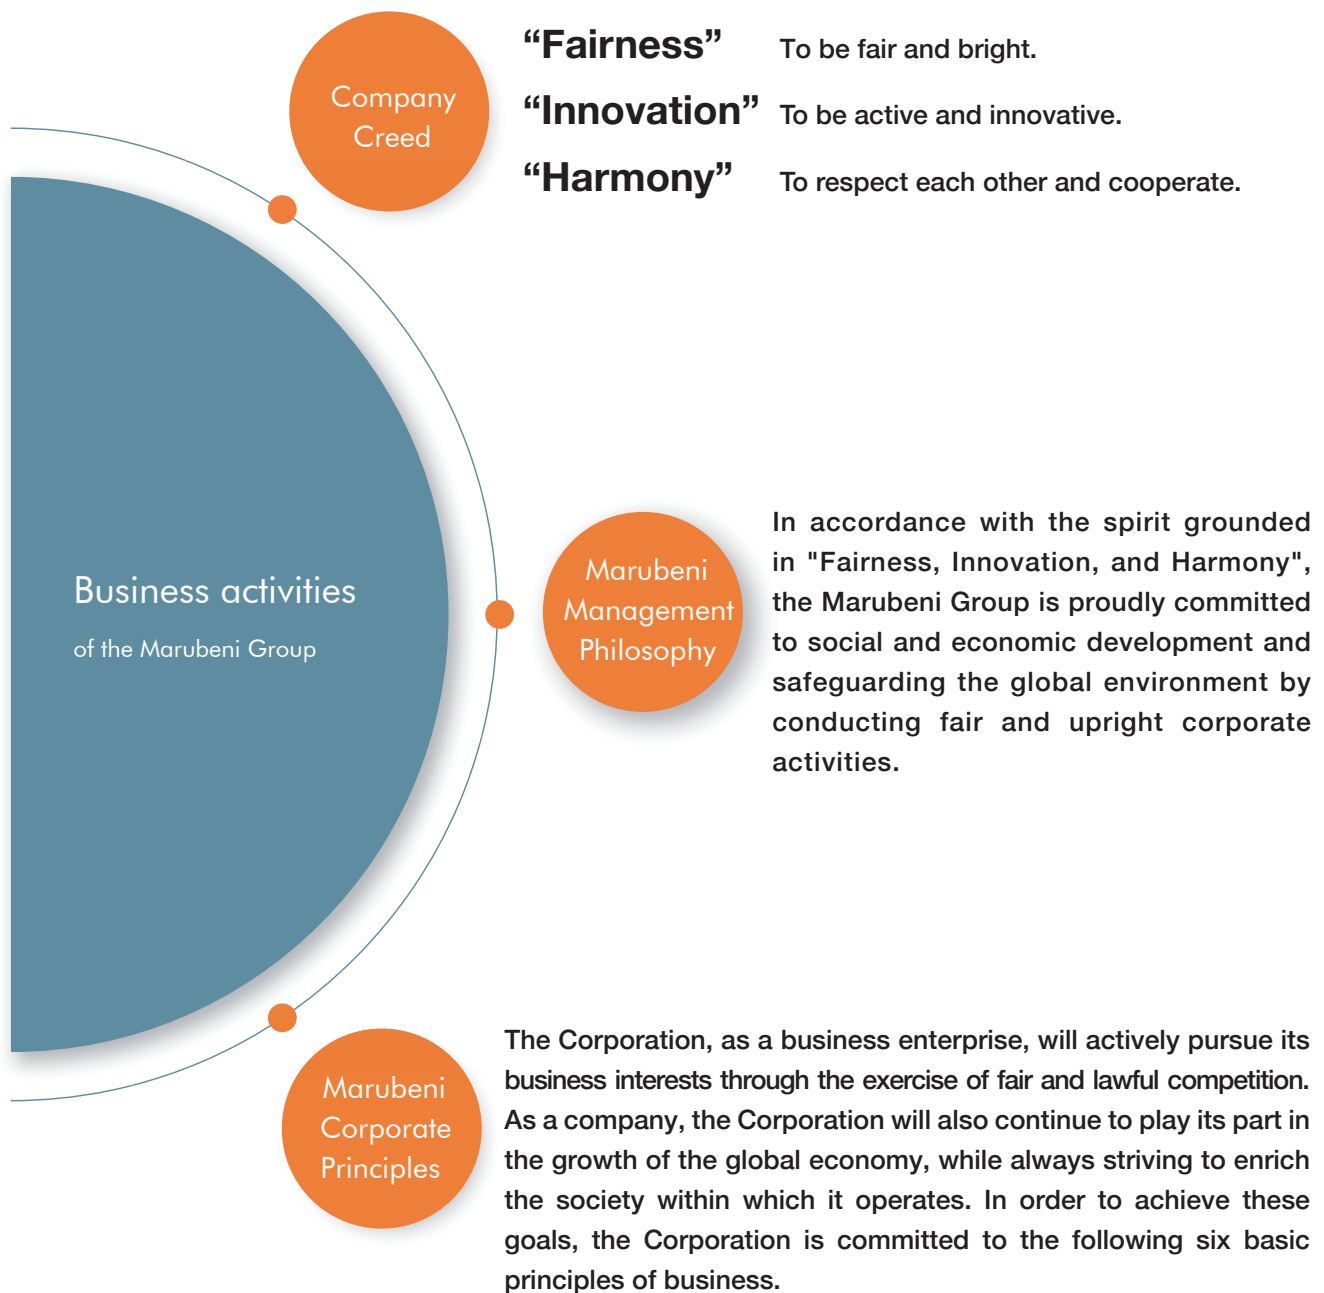 Company
Creed
“Fairness” To be fair and bright.
“Innovation” To be active and innovative.
“Harmony” To respect each other and cooperate.
Business activities
of the Marubeni Group
Marubeni
Management
Philosophy
In accordance with the spirit grounded
in "Fairness, Innovation, and Harmony",
the Marubeni Group is proudly committed
to social and economic development and
safeguarding the global environment by
conducting fair and upright corporate
activities.
Marubeni
Corporate
Principles
The Corporation, as a business enterprise, will actively pursue its
business interests through the exercise of fair and lawful competition.
As a company, the Corporation will also continue to play its part in
the growth of the global economy, while always striving to enrich
the society within which it operates. In order to achieve these
goals, the Corporation is committed to the following six basic
principles of business.